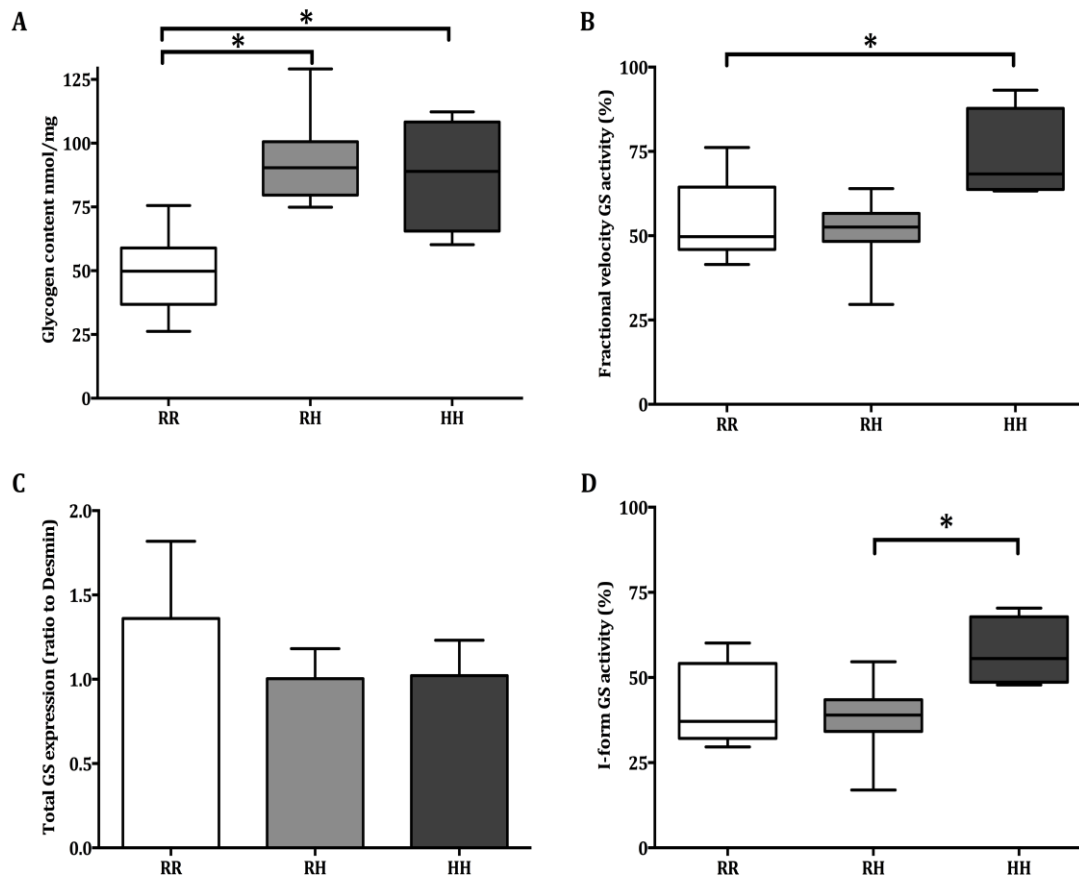 A
*
*
Glycogen content nmol/mg
125
100
75
50
25
0
RR RH HH
B
*
Fractional velocity GS activity (%)
100
75
50
25
0
RR RH HH
C
Total GS expression (ratio to Desmin)
2.0
1.5
1.0
0.5
0.0
RR RH HH
D
*
I-form GS activity (%)
100
75
50
25
0
RR RH HH